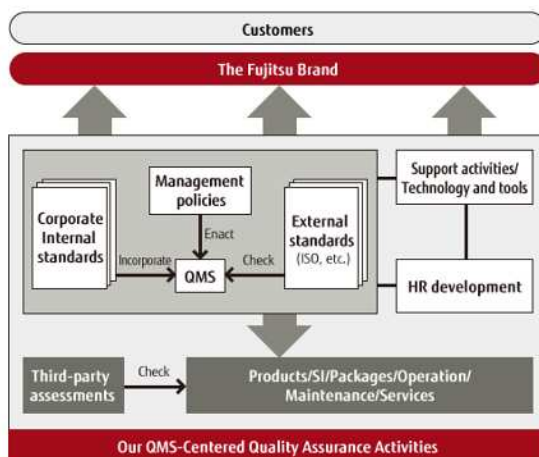 Customers
The Fujitsu Brand
Management
policies
Corporate
Internal
standards
External
standards
(ISO, etc.)
Enact
Incorporate
QMS
Check
Support activities/
Technology and tools
HR development
Third-party
assessments
Check
Products/SI/Packages/Operation/
Maintenance/Services
Our QMS-Centered Quality Assurance Activities